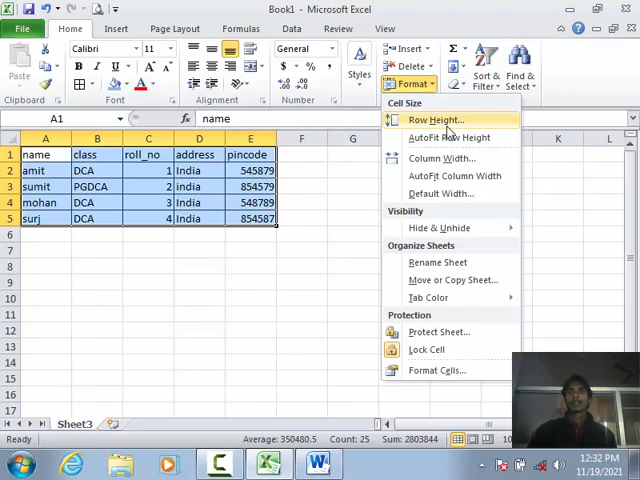 Book1 - Microsoft Excel
File Home Insert Page Layout Formulas Data Review View
Calibri 11 General Insert Σ
Delete
Paste B I U A $ % , Styles Format Sort & Filter Find & Select
Clipboard Font Alignment Number
A1 fx name
Cell Size
Row Height...
AutoFit Row Height
Column Width...
AutoFit Column Width
Default Width...
Visibility
Hide & Unhide
Organize Sheets
Rename Sheet
Move or Copy Sheet...
Tab Color
Protection
Protect Sheet...
Lock Cell
Format Cells...
A B C D E F G K L
1 name class roll_no address pincode
2 amit DCA 1 India 545879
3 sumit PGDCA 2 india 854579
4 mohan DCA 3 India 548789
5 surj DCA 4 India 854587
6
7
8
9
10
11
12
13
14
15
16
17
Sheet3
Ready Average: 350480.5 Count: 25 Sum: 2803844 10
12:32 PM
11/19/2021